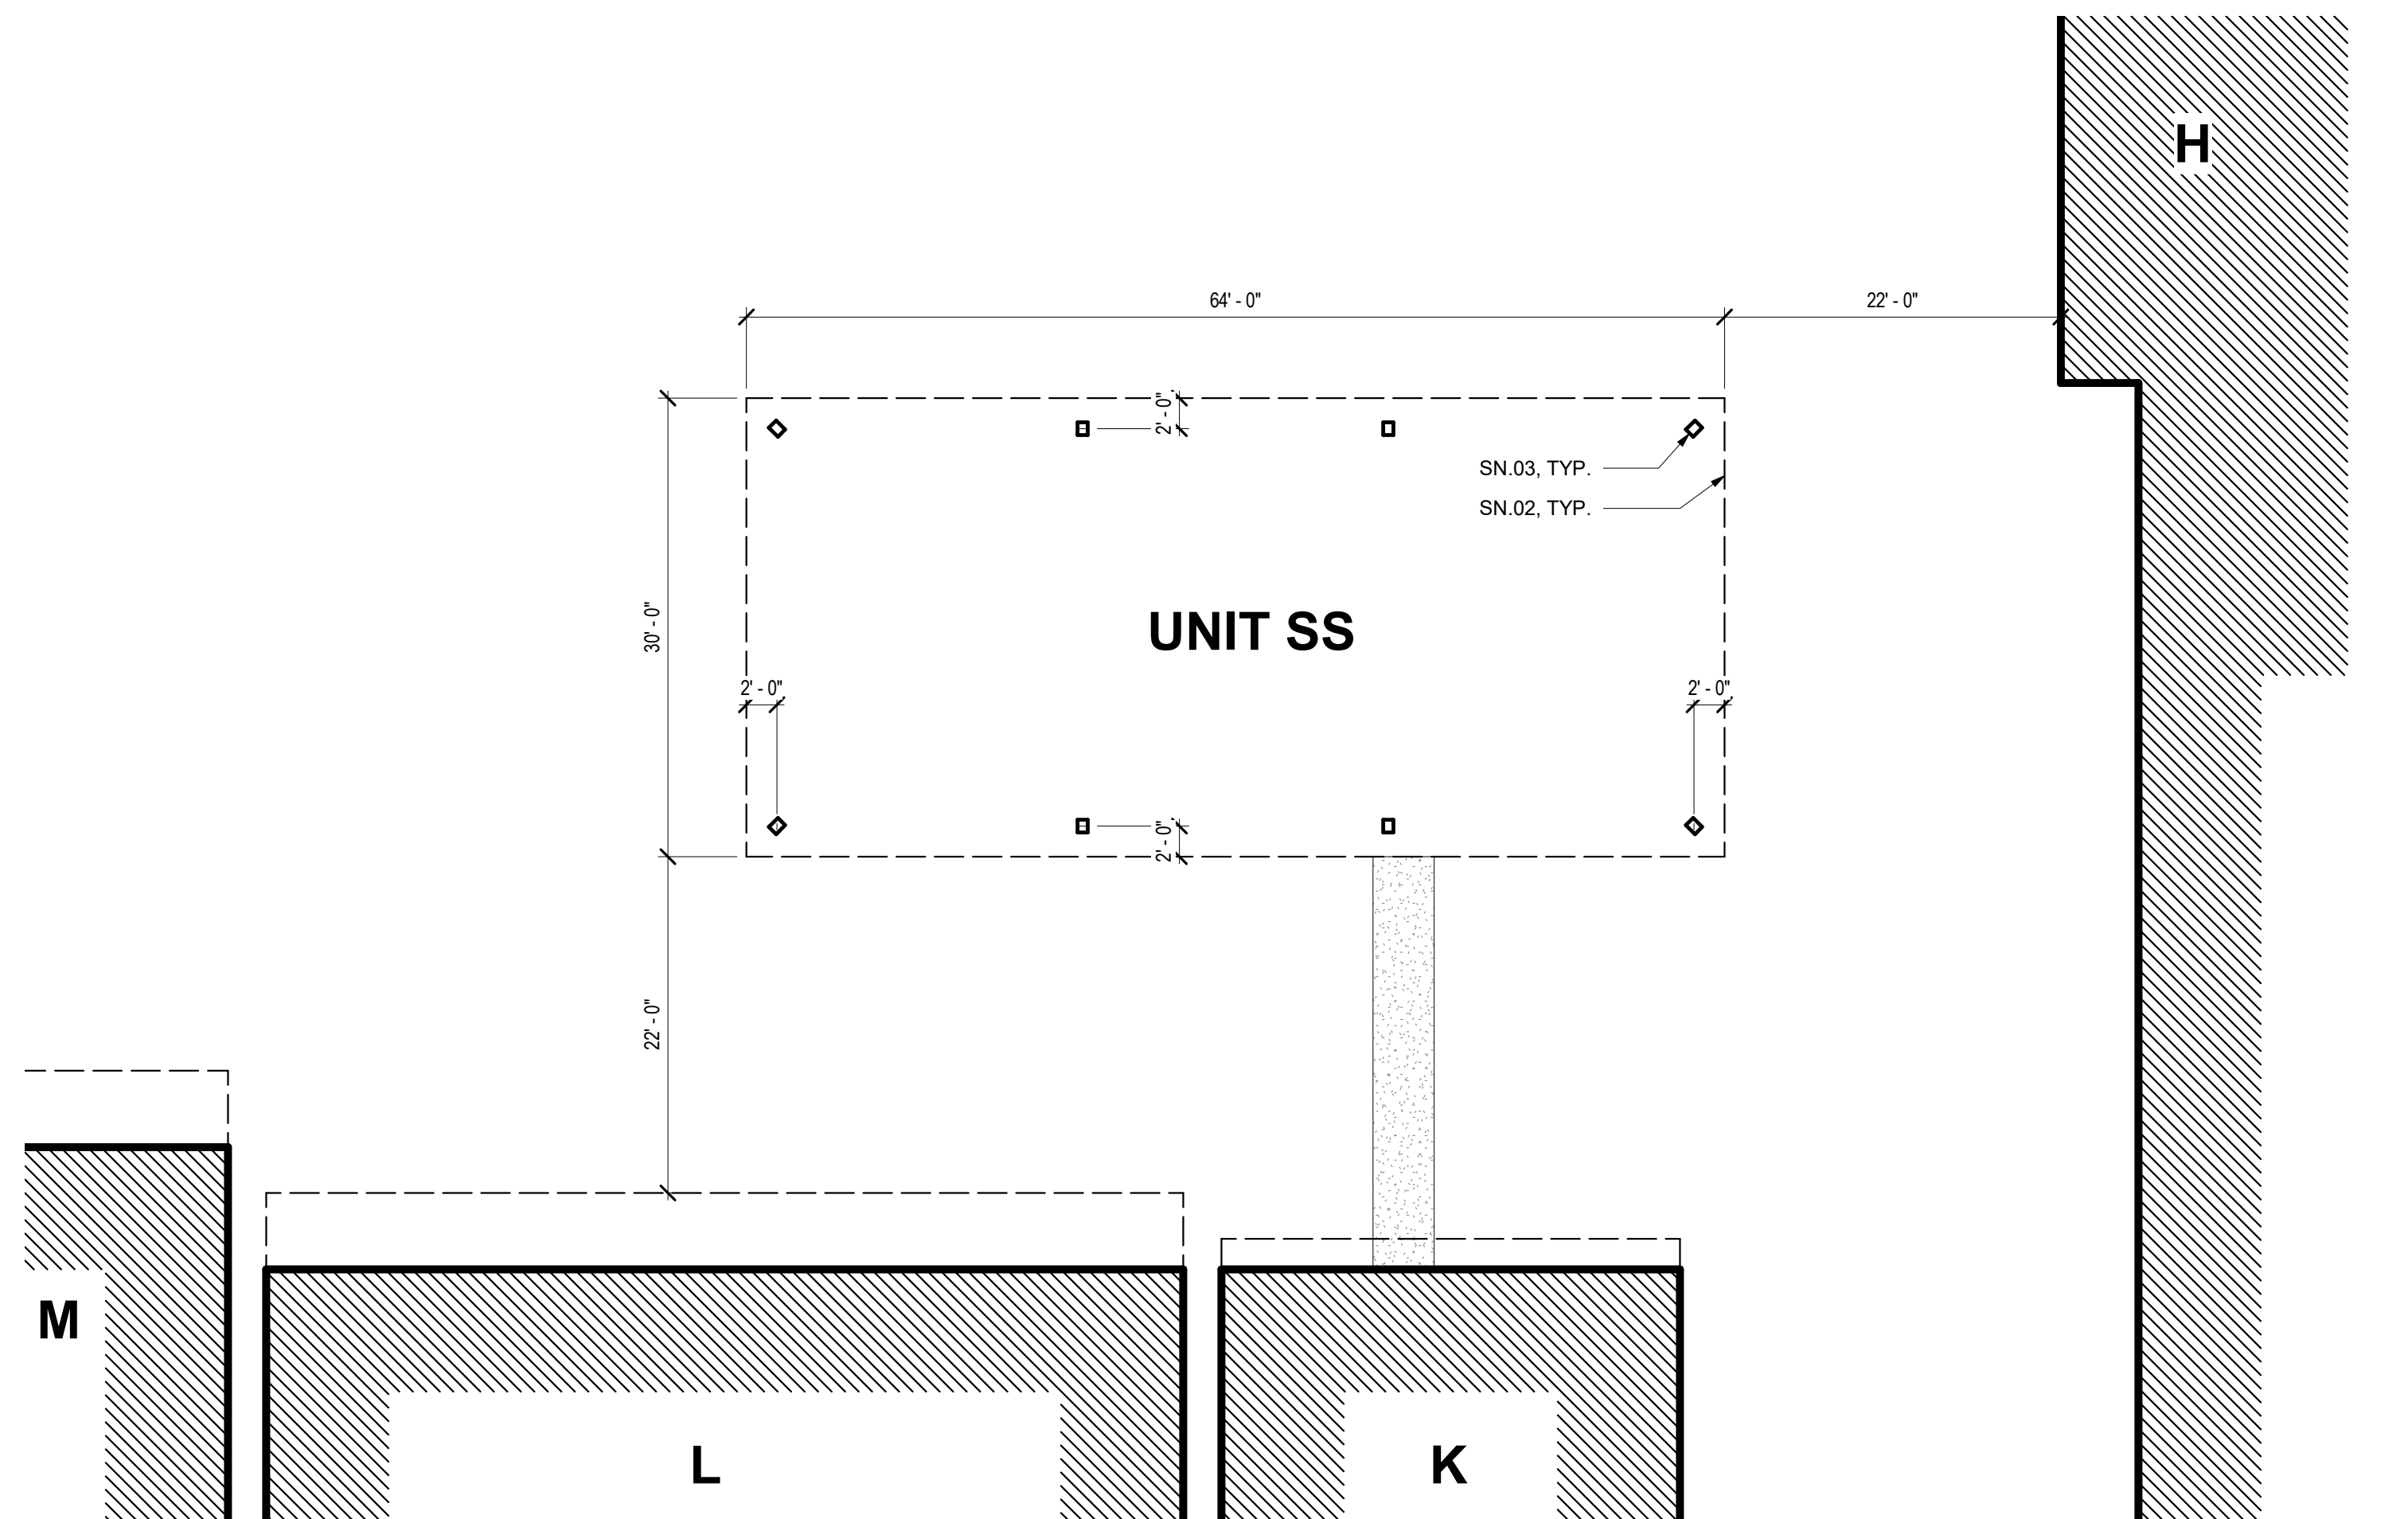 H
64' - 0"
22' - 0"
2' - 0"
SN.03, TYP.
SN.02, TYP.
30' - 0"
UNIT SS
2' - 0"
2' - 0"
2' - 0"
22' - 0"
M
L
K